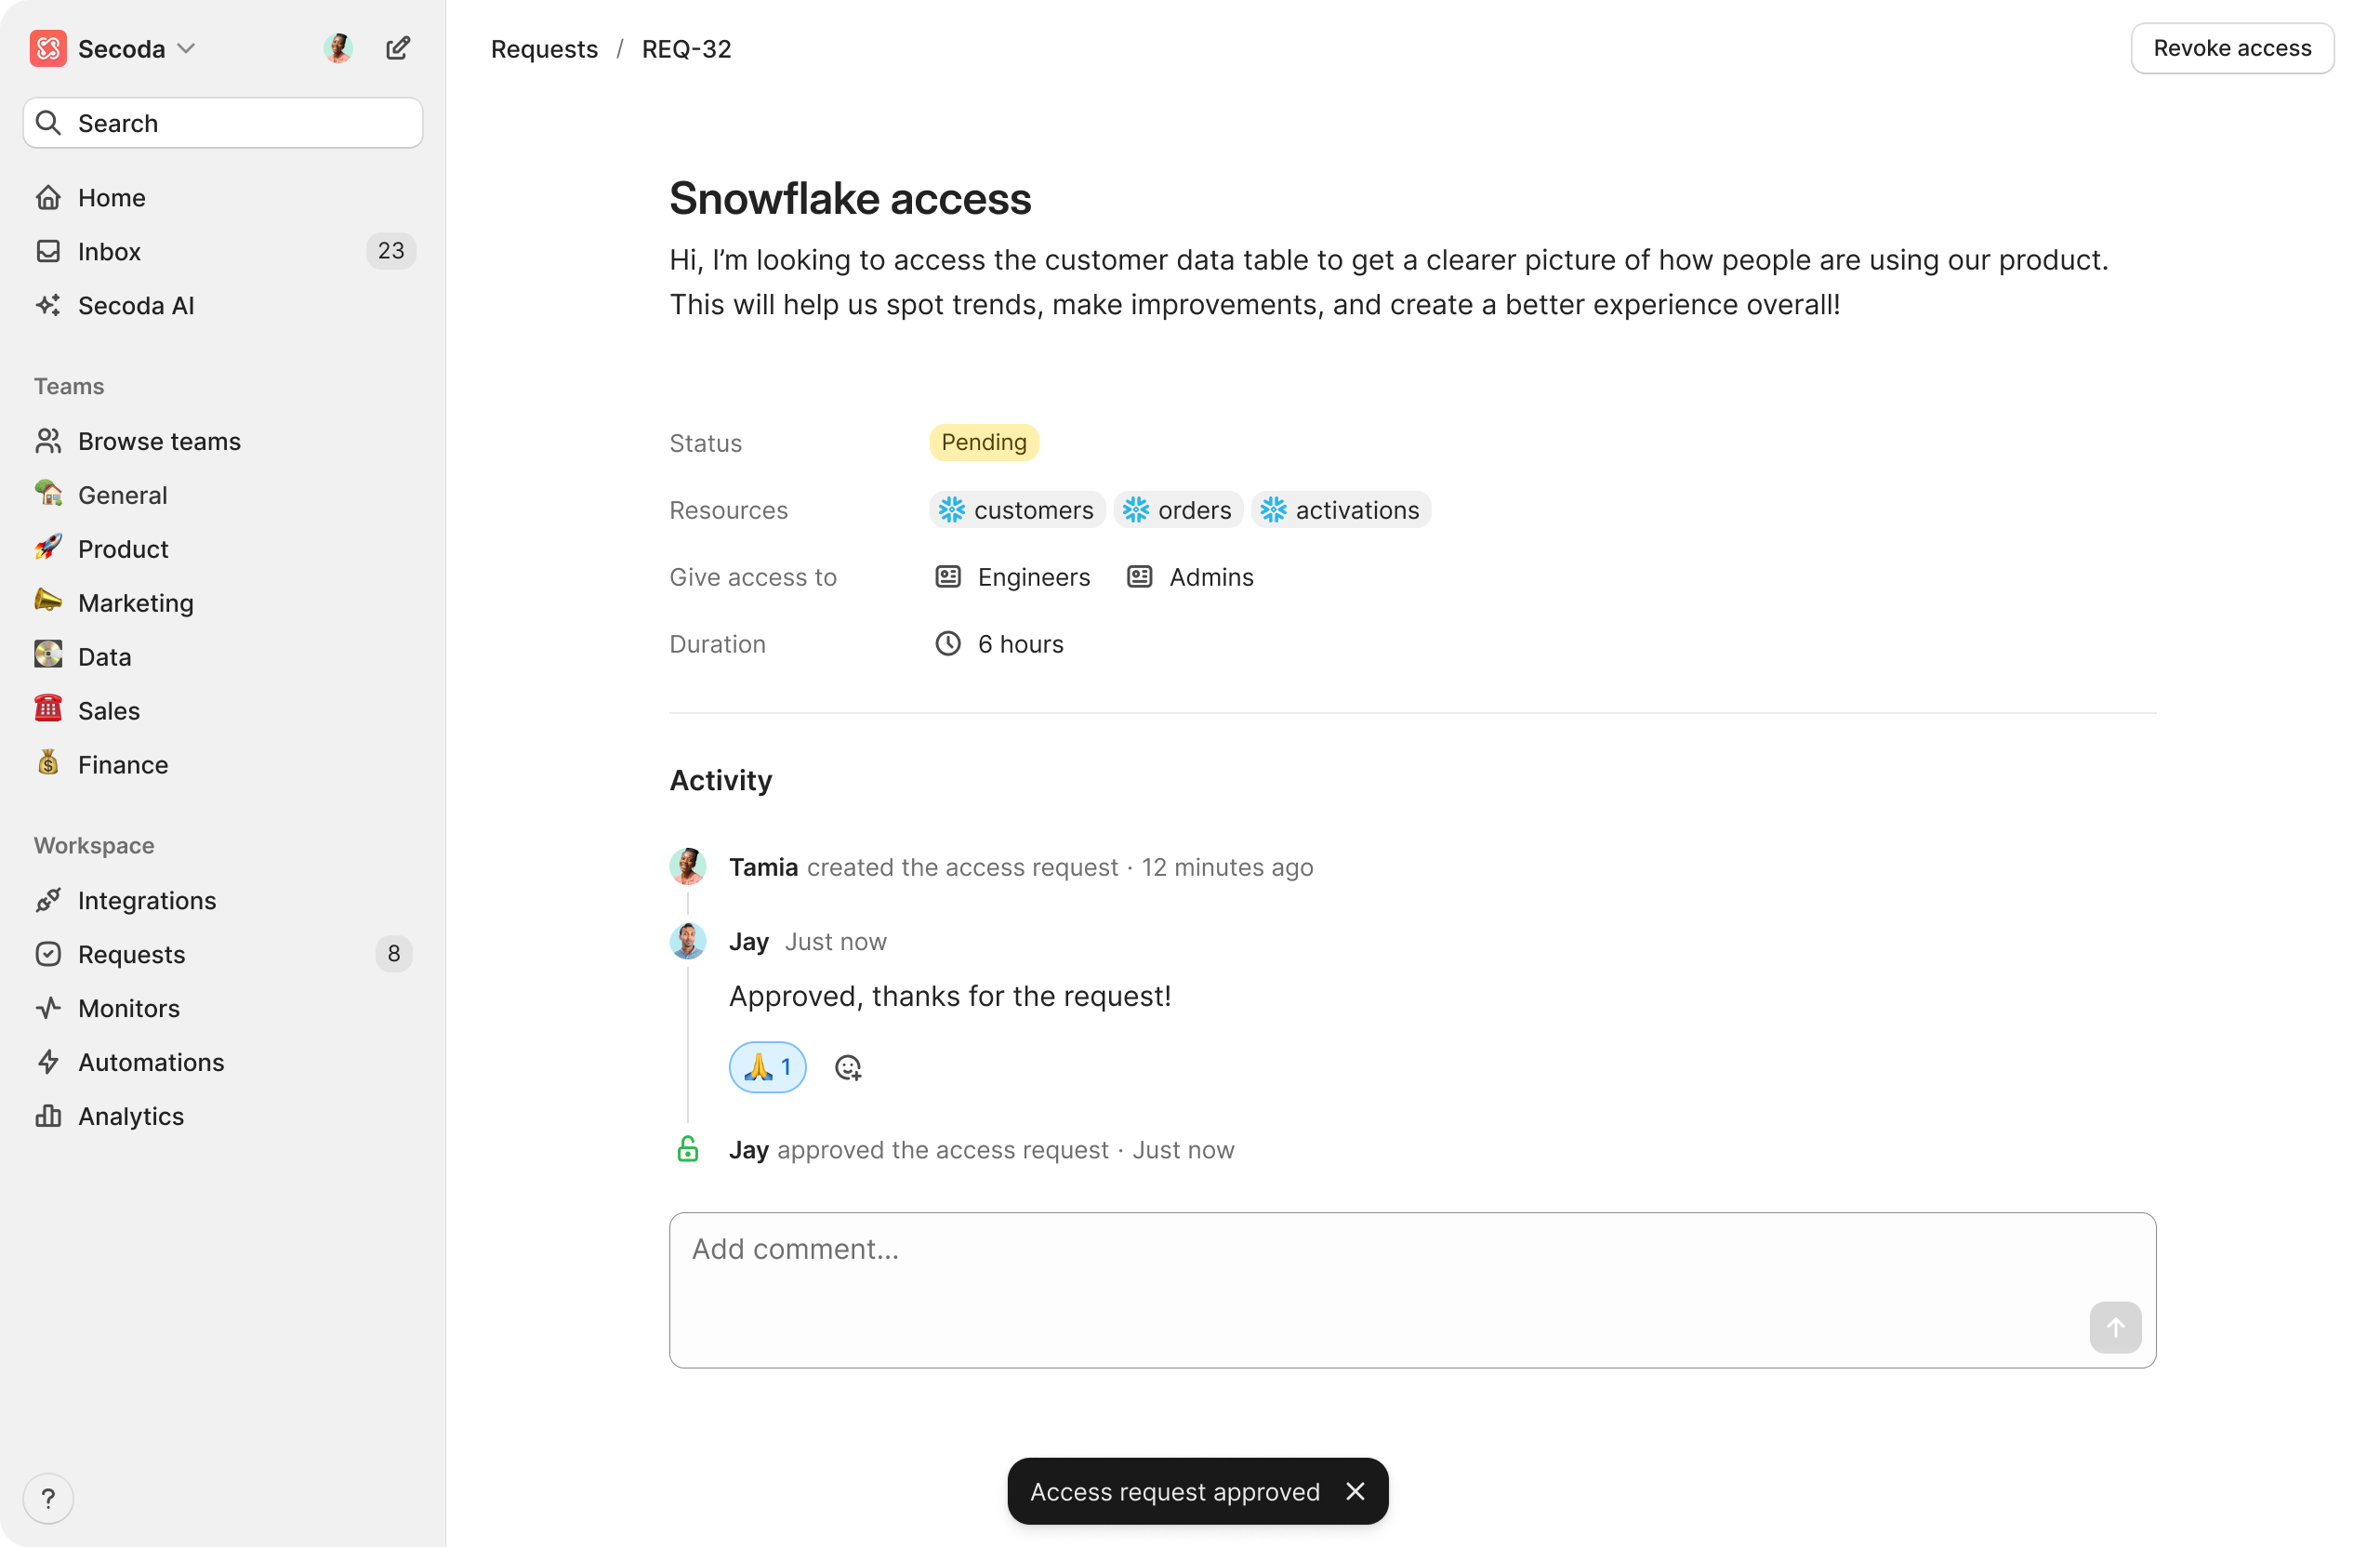 Secoda
Search
Home
Inbox 23
Secoda AI
Teams
Browse teams
General
Product
Marketing
Data
Sales
Finance
Workspace
Integrations
Requests 8
Monitors
Automations
Analytics
?
Requests / REQ-32
Revoke access
Snowflake access
Hi, I’m looking to access the customer data table to get a clearer picture of how people are using our product.
This will help us spot trends, make improvements, and create a better experience overall!
Status Pending
Resources customers orders activations
Give access to Engineers Admins
Duration 6 hours
Activity
Tamia created the access request · 12 minutes ago
Jay Just now
Approved, thanks for the request!
🙏 1
Jay approved the access request · Just now
Add comment...
Access request approved